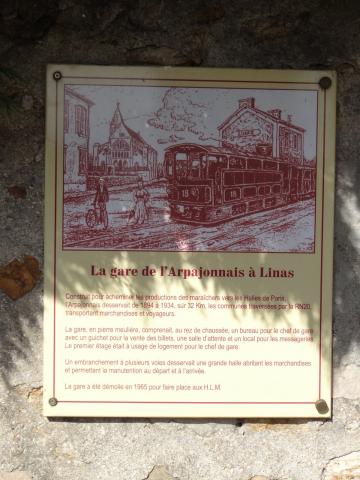 18
18
La gare de l'Arpajonnais à Linas
Construit pour acheminer les productions des maraîchers vers les Halles de Paris,
l'Arpajonnais desservait de 1894 à 1934, sur 32 Km, les communes traversées par la RN20,
transportant marchandises et voyageurs.
La gare, en pierre meulière, comprenait, au rez de chaussée, un bureau pour le chef de gare
avec un guichet pour la vente des billets, une salle d'attente et un local pour les messageries.
Le premier étage était à usage de logement pour le chef de gare.
Un embranchement à plusieurs voies desservait une grande halle abritant les marchandises
et permettant la manutention au départ et à l'arrivée.
La gare a été démolie en 1965 pour faire place aux H.L.M.